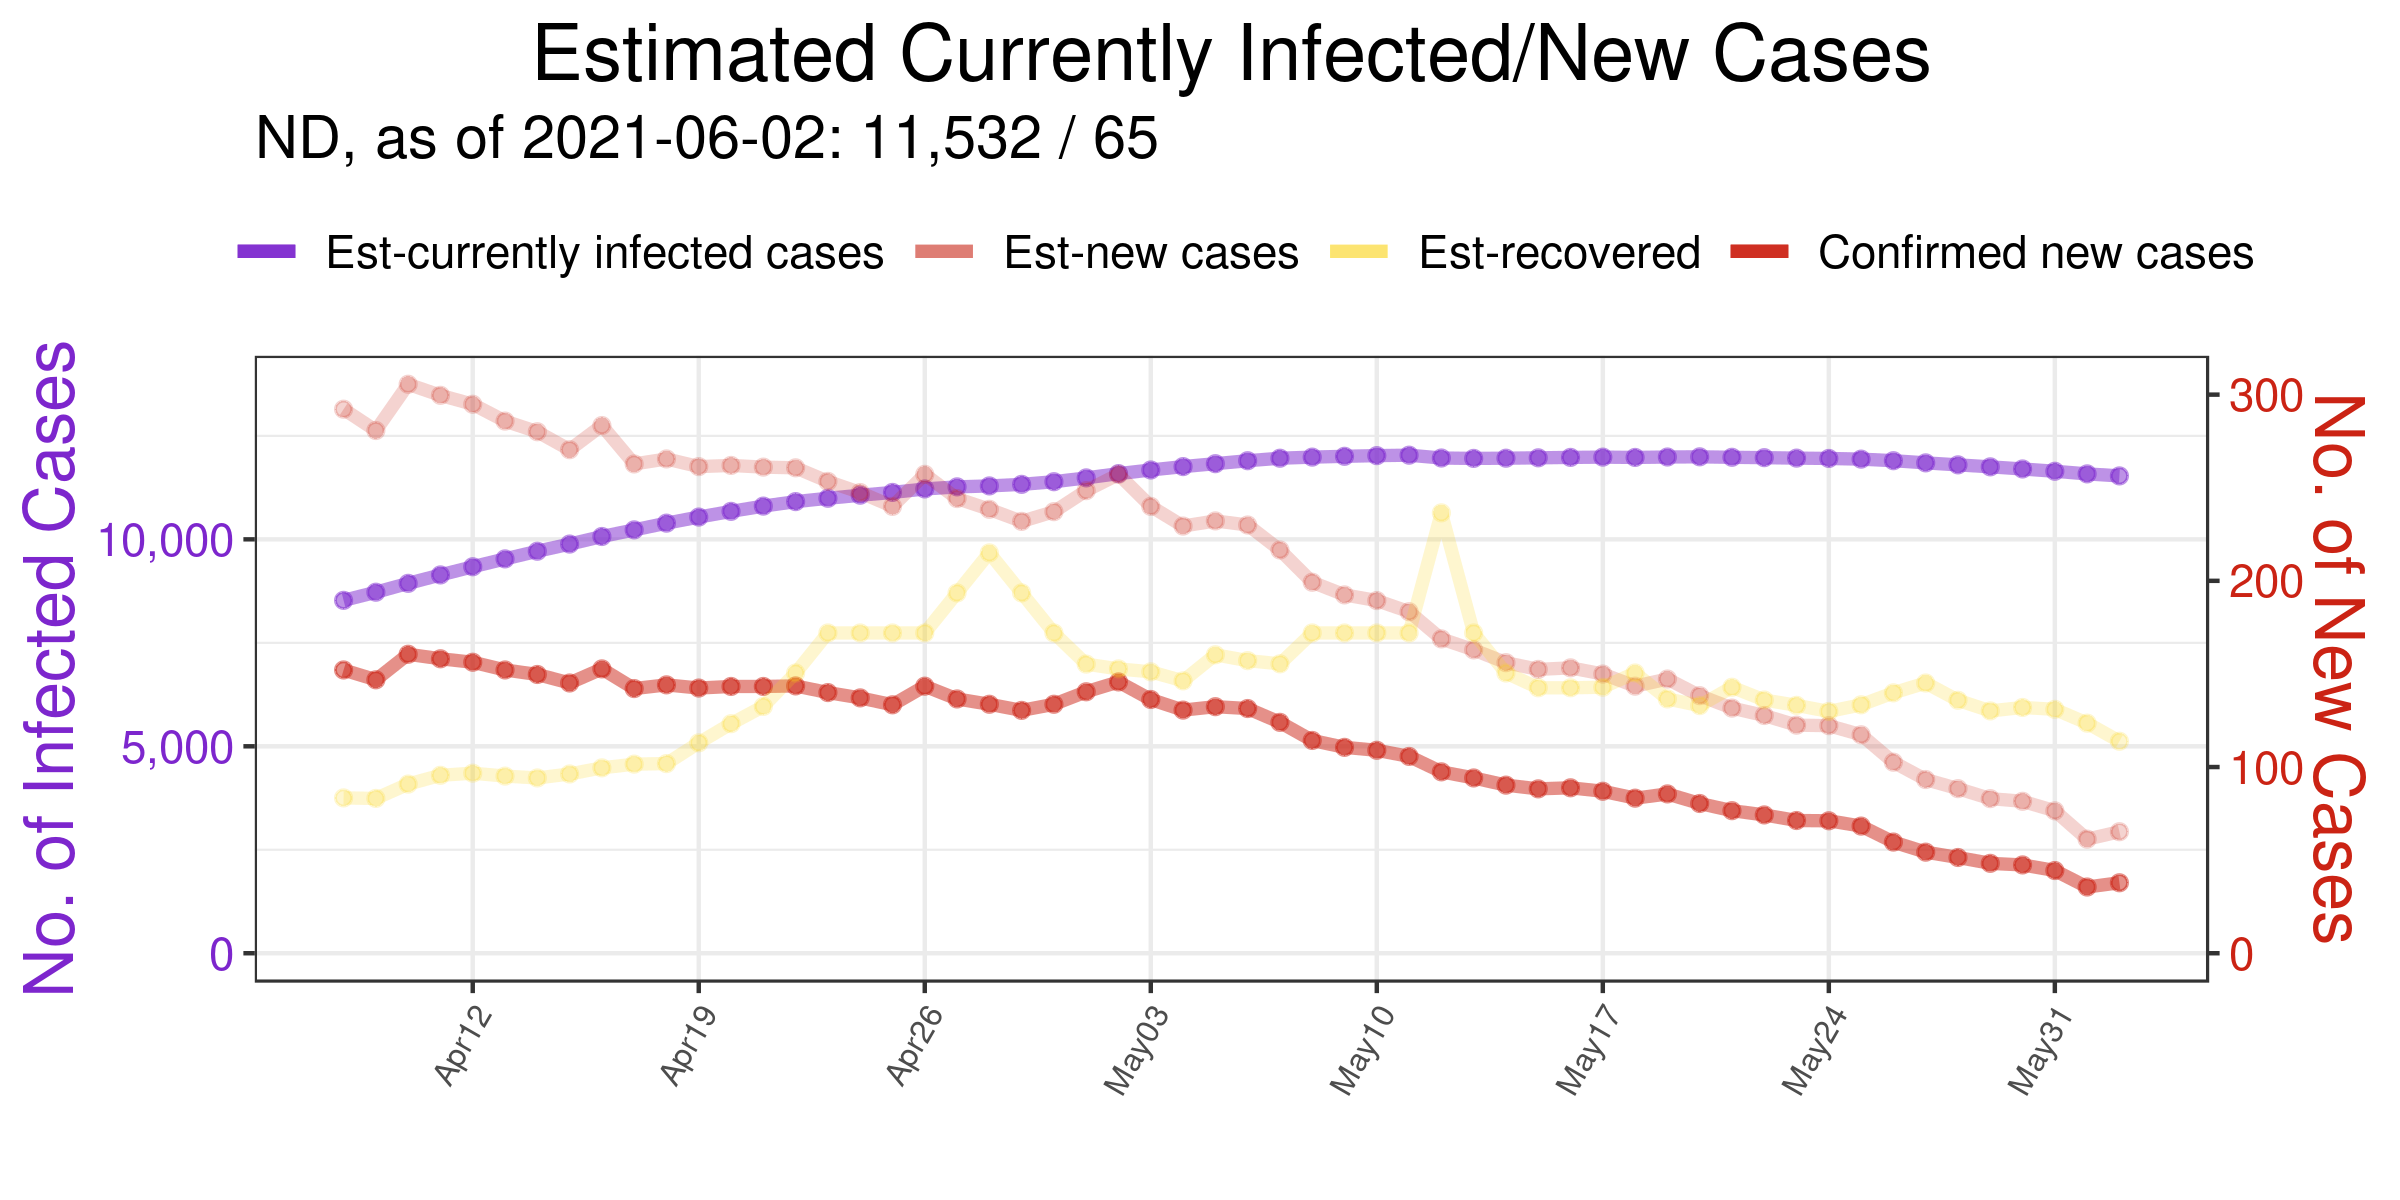 Estimated Currently Infected/New Cases
ND, as of 2021-06-02: 11,532 / 65
Est-currently infected cases Est-new cases Est-recovered Confirmed new cases
No. of Infected Cases
10,000
5,000
0
300
200
100
0
No. of New Cases
Apr12 Apr19 Apr26 May03 May10 May17 May24 May31